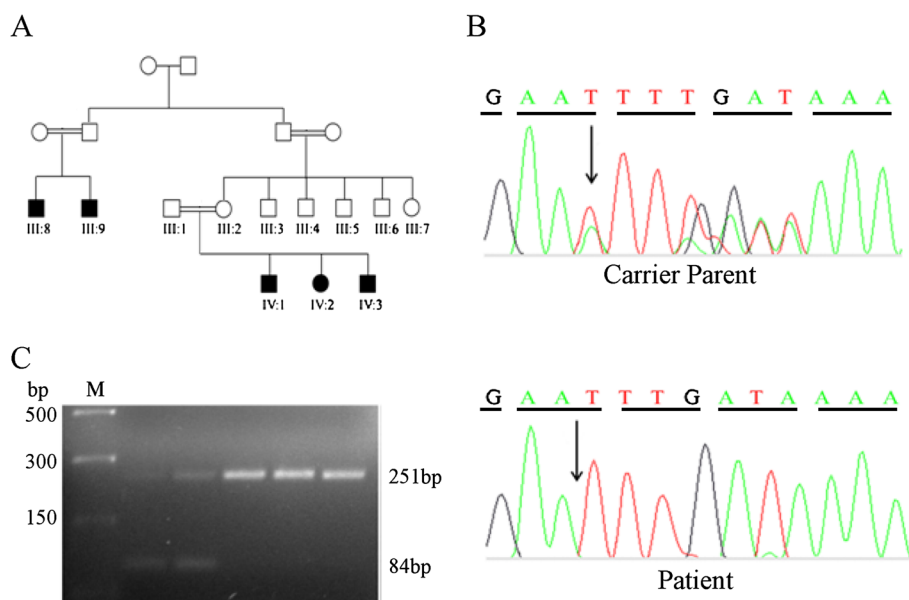 A
III:8 III:9
III:1 III:2 III:3 III:4 III:5 III:6 III:7
IV:1 IV:2 IV:3
B
G A A T T T T G A T A A A
Carrier Parent
G A A T T T G A T A A A A
Patient
C
bp M
500
300
150
251bp
84bp